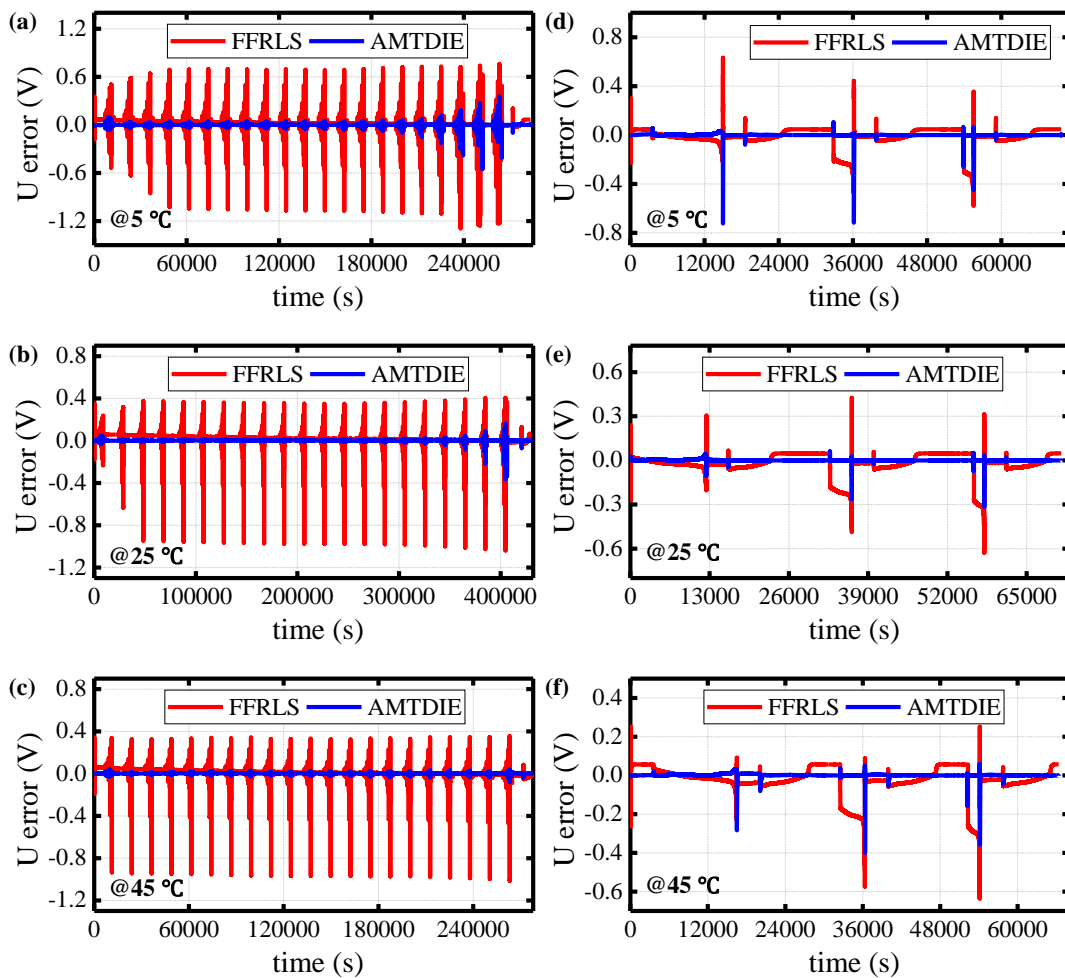 (a)
FFRLS AMTDIE
U error (V)
1.2
0.6
0.0
-0.6
-1.2
@5 ℃
0 60000 120000 180000 240000
time (s)
(d)
FFRLS AMTDIE
U error (V)
0.8
0.4
0.0
-0.4
-0.8
@5 ℃
0 12000 24000 36000 48000 60000
time (s)
(b)
FFRLS AMTDIE
U error (V)
0.8
0.4
0.0
-0.4
-0.8
-1.2
@25 ℃
0 100000 200000 300000 400000
time (s)
(e)
FFRLS AMTDIE
U error (V)
0.6
0.3
0.0
-0.3
-0.6
@25 ℃
0 13000 26000 39000 52000 65000
time (s)
(c)
FFRLS AMTDIE
U error (V)
0.8
0.4
0.0
-0.4
-0.8
-1.2
@45 ℃
0 60000 120000 180000 240000
time (s)
(f)
FFRLS AMTDIE
U error (V)
0.4
0.2
0.0
-0.2
-0.4
-0.6
@45 ℃
0 12000 24000 36000 48000 60000
time (s)